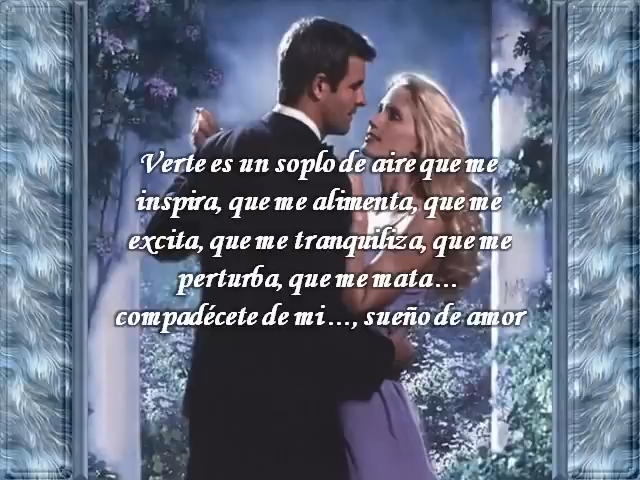 Verte es un soplo de aire que me
inspira, que me alimenta, que me
excita, que me tranquiliza, que me
perturba, que me mata...
compadécete de mi..., sueño de amor